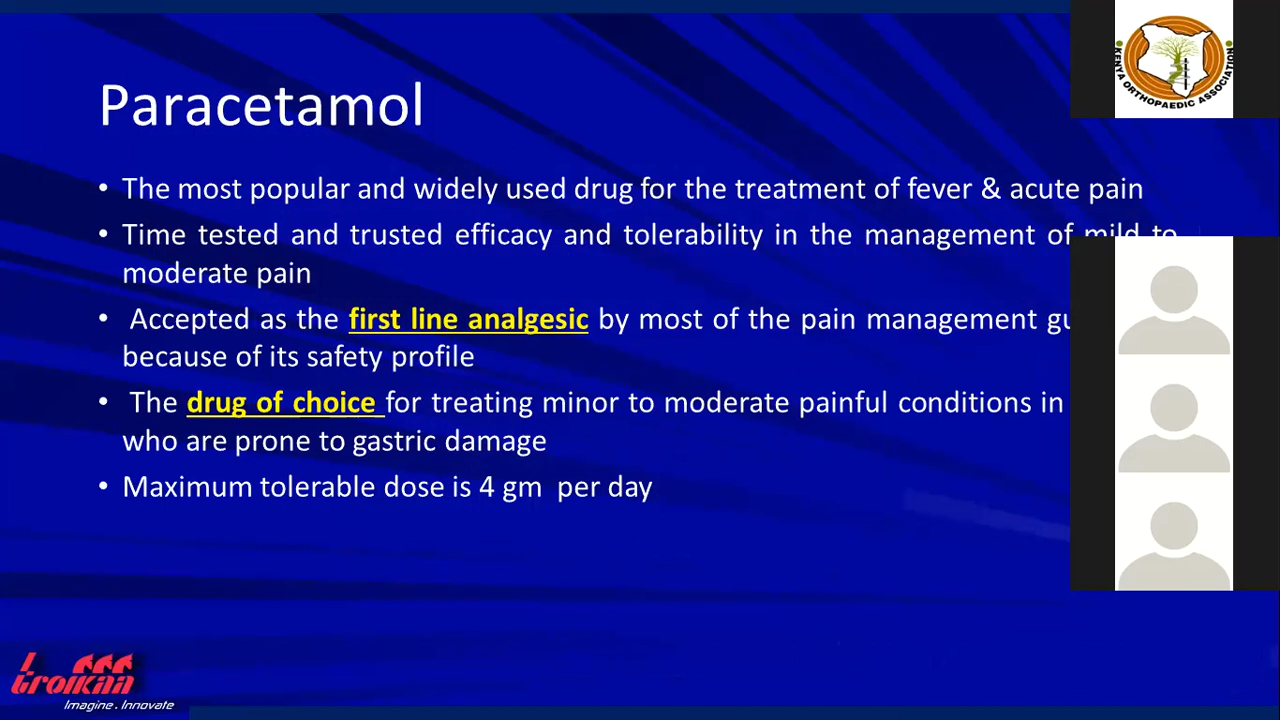 Paracetamol
• The most popular and widely used drug for the treatment of fever & acute pain
• Time tested and trusted efficacy and tolerability in the management of mild to
moderate pain
• Accepted as the first line analgesic by most of the pain management
because of its safety profile
• The drug of choice for treating minor to moderate painful conditions in
who are prone to gastric damage
• Maximum tolerable dose is 4 gm per day
KENYA ORTHOPAEDIC ASSOCIATION
troikaa
Imagine . Innovate